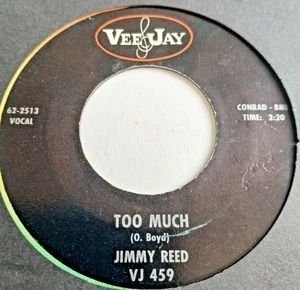 VEE JAY
62-2513
VOCAL
CONRAD - BMI
TIME: 2:20
TOO MUCH
(O. Boyd)
JIMMY REED
VJ 459